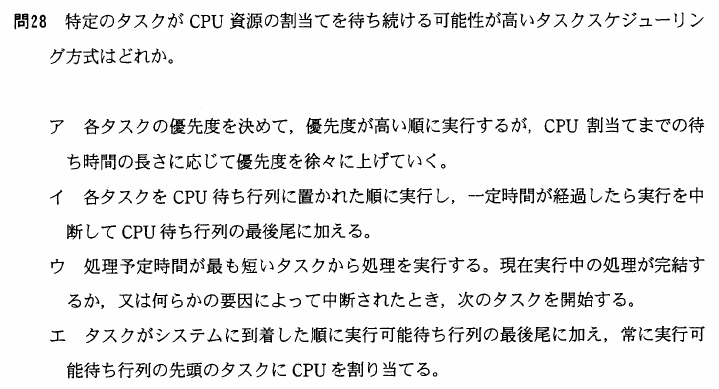 問28 特定のタスクが CPU 資源の割当てを待ち続ける可能性が高いタスクスケジューリン
グ方式はどれか。
ア 各タスクの優先度を決めて，優先度が高い順に実行するが，CPU 割当てまでの待
ち時間の長さに応じて優先度を徐々に上げていく。
イ 各タスクを CPU 待ち行列に置かれた順に実行し，一定時間が経過したら実行を中
断して CPU 待ち行列の最後尾に加える。
ウ 処理予定時間が最も短いタスクから処理を実行する。現在実行中の処理が完結す
るか，又は何らかの要因によって中断されたとき，次のタスクを開始する。
エ タスクがシステムに到着した順に実行可能待ち行列の最後尾に加え，常に実行可
能待ち行列の先頭のタスクに CPU を割り当てる。